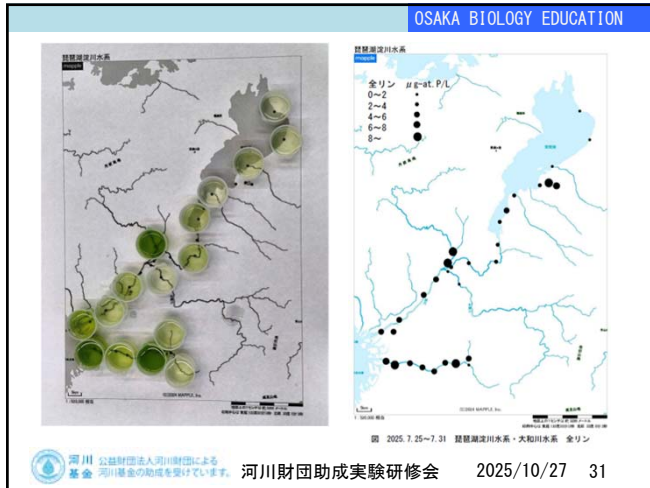 OSAKA BIOLOGY EDUCATION
琵琶湖淀川水系
mapple
©2004 MAPPLE, Inc.
琵琶湖淀川水系
mapple
全リン μg-at.P/L
0～2
2～4
4～6
6～8
8～
©2004 MAPPLE, Inc.
図 2025.7.25～7.31 琵琶湖淀川水系・大和川水系 全リン
河川基金
公益財団法人河川財団による
河川基金の助成を受けています。
河川財団助成実験研修会 2025/10/27 31